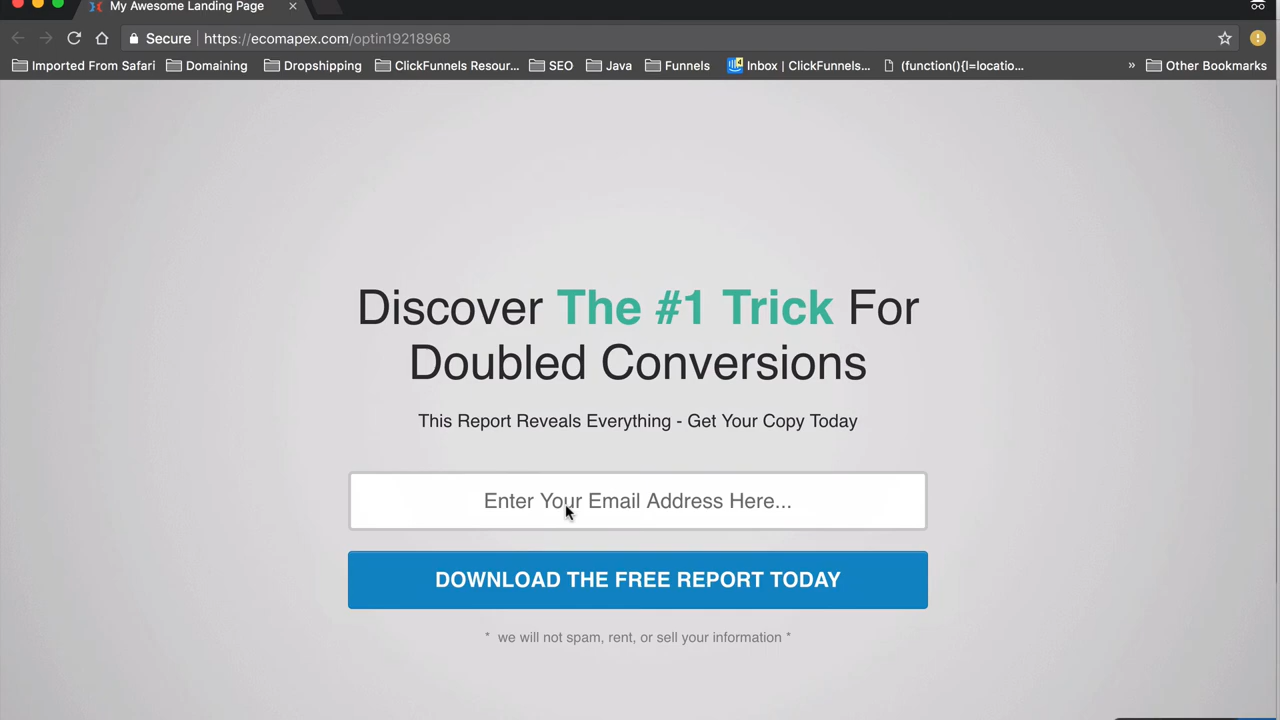 My Awesome Landing Page
Secure https://ecomapex.com/optin19218968
Imported From Safari Domaining Dropshipping ClickFunnels Resour... SEO Java Funnels Inbox | ClickFunnels... (function(){l=locatio... » Other Bookmarks
Discover The #1 Trick For
Doubled Conversions
This Report Reveals Everything - Get Your Copy Today
Enter Your Email Address Here...
DOWNLOAD THE FREE REPORT TODAY
* we will not spam, rent, or sell your information *